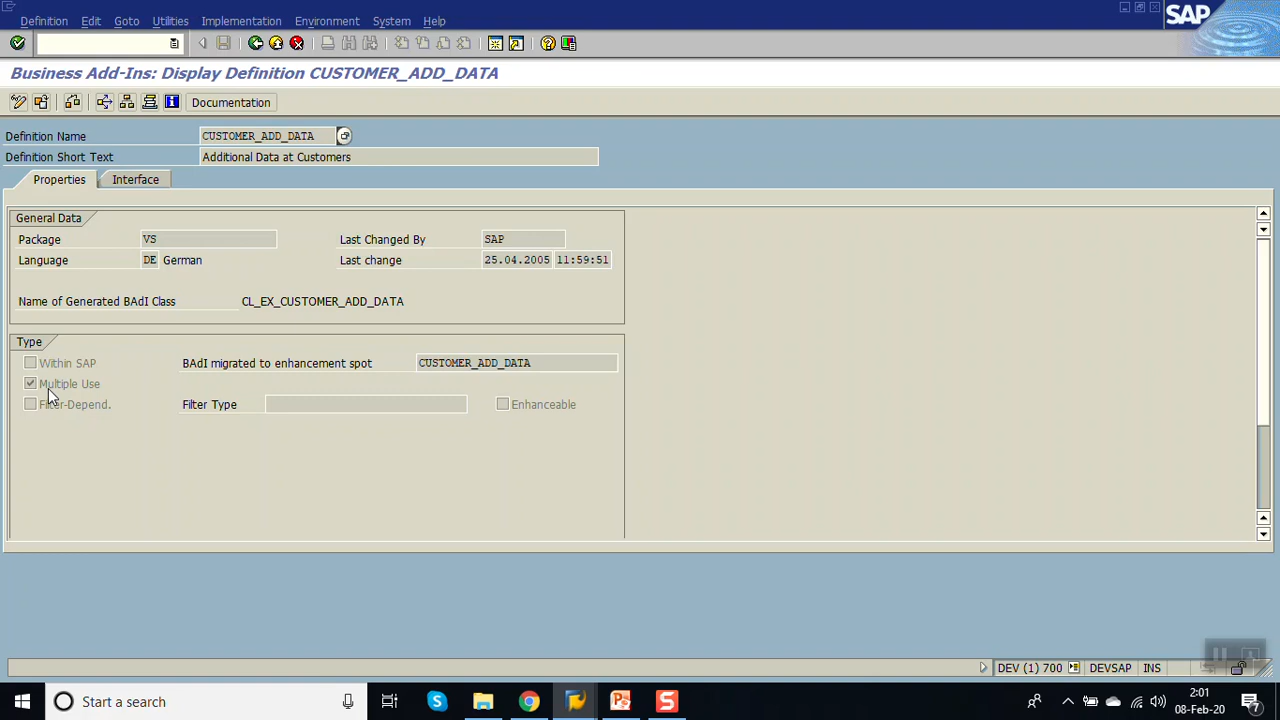 Definition Edit Goto Utilities Implementation Environment System Help
SAP
Business Add-Ins: Display Definition CUSTOMER_ADD_DATA
Documentation
Definition Name CUSTOMER_ADD_DATA
Definition Short Text Additional Data at Customers
Properties Interface
General Data
Package VS Last Changed By SAP
Language DE German Last change 25.04.2005 11:59:51
Name of Generated BAdI Class CL_EX_CUSTOMER_ADD_DATA
Type
Within SAP BAdI migrated to enhancement spot CUSTOMER_ADD_DATA
Multiple Use
Filter-Depend. Filter Type Enhanceable
DEV (1) 700 DEVSAP INS
Start a search
2:01
08-Feb-20
7